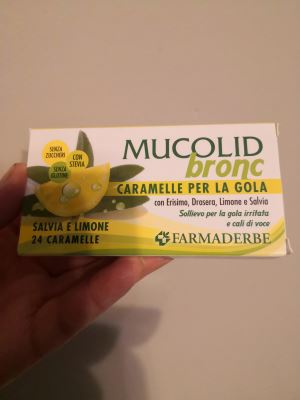 SENZA
ZUCCHERI
CON
STEVIA
SENZA
GLUTINE
MUCOLID
bronc
CARAMELLE PER LA GOLA
con Erisimo, Drosera, Limone e Salvia
Sollievo per la gola irritata
e cali di voce
SALVIA E LIMONE
24 CARAMELLE
FARMADERBE